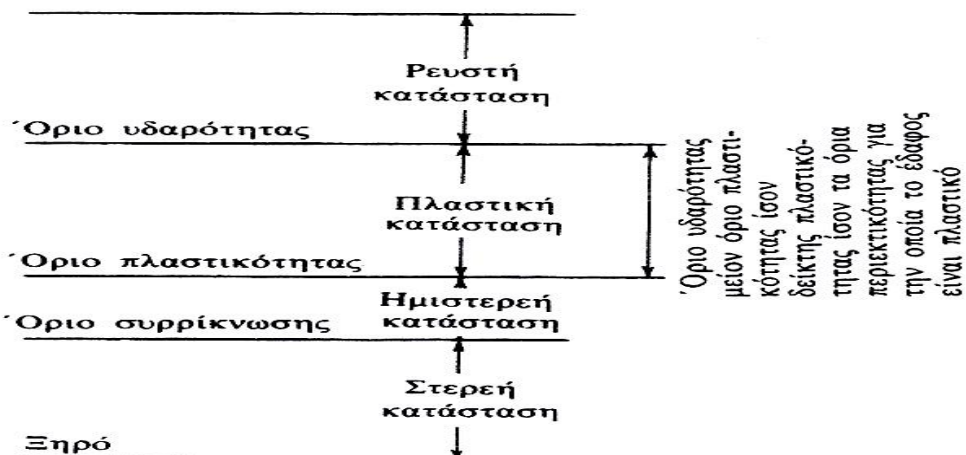 Ρευστή
κατάσταση
Όριο υδαρότητας
Πλαστική
κατάσταση
Όριο πλαστικότητας
Ημιστερεή
κατάσταση
Όριο συρρίκνωσης
Στερεή
κατάσταση
Ξηρό
Όριο υδαρότητας
μείον όριο πλαστι-
κότητας ίσον
δείκτης πλαστικό-
τητας ίσον τα όρια
περιεκτικότητας για
την οποία το έδαφος
είναι πλαστικό